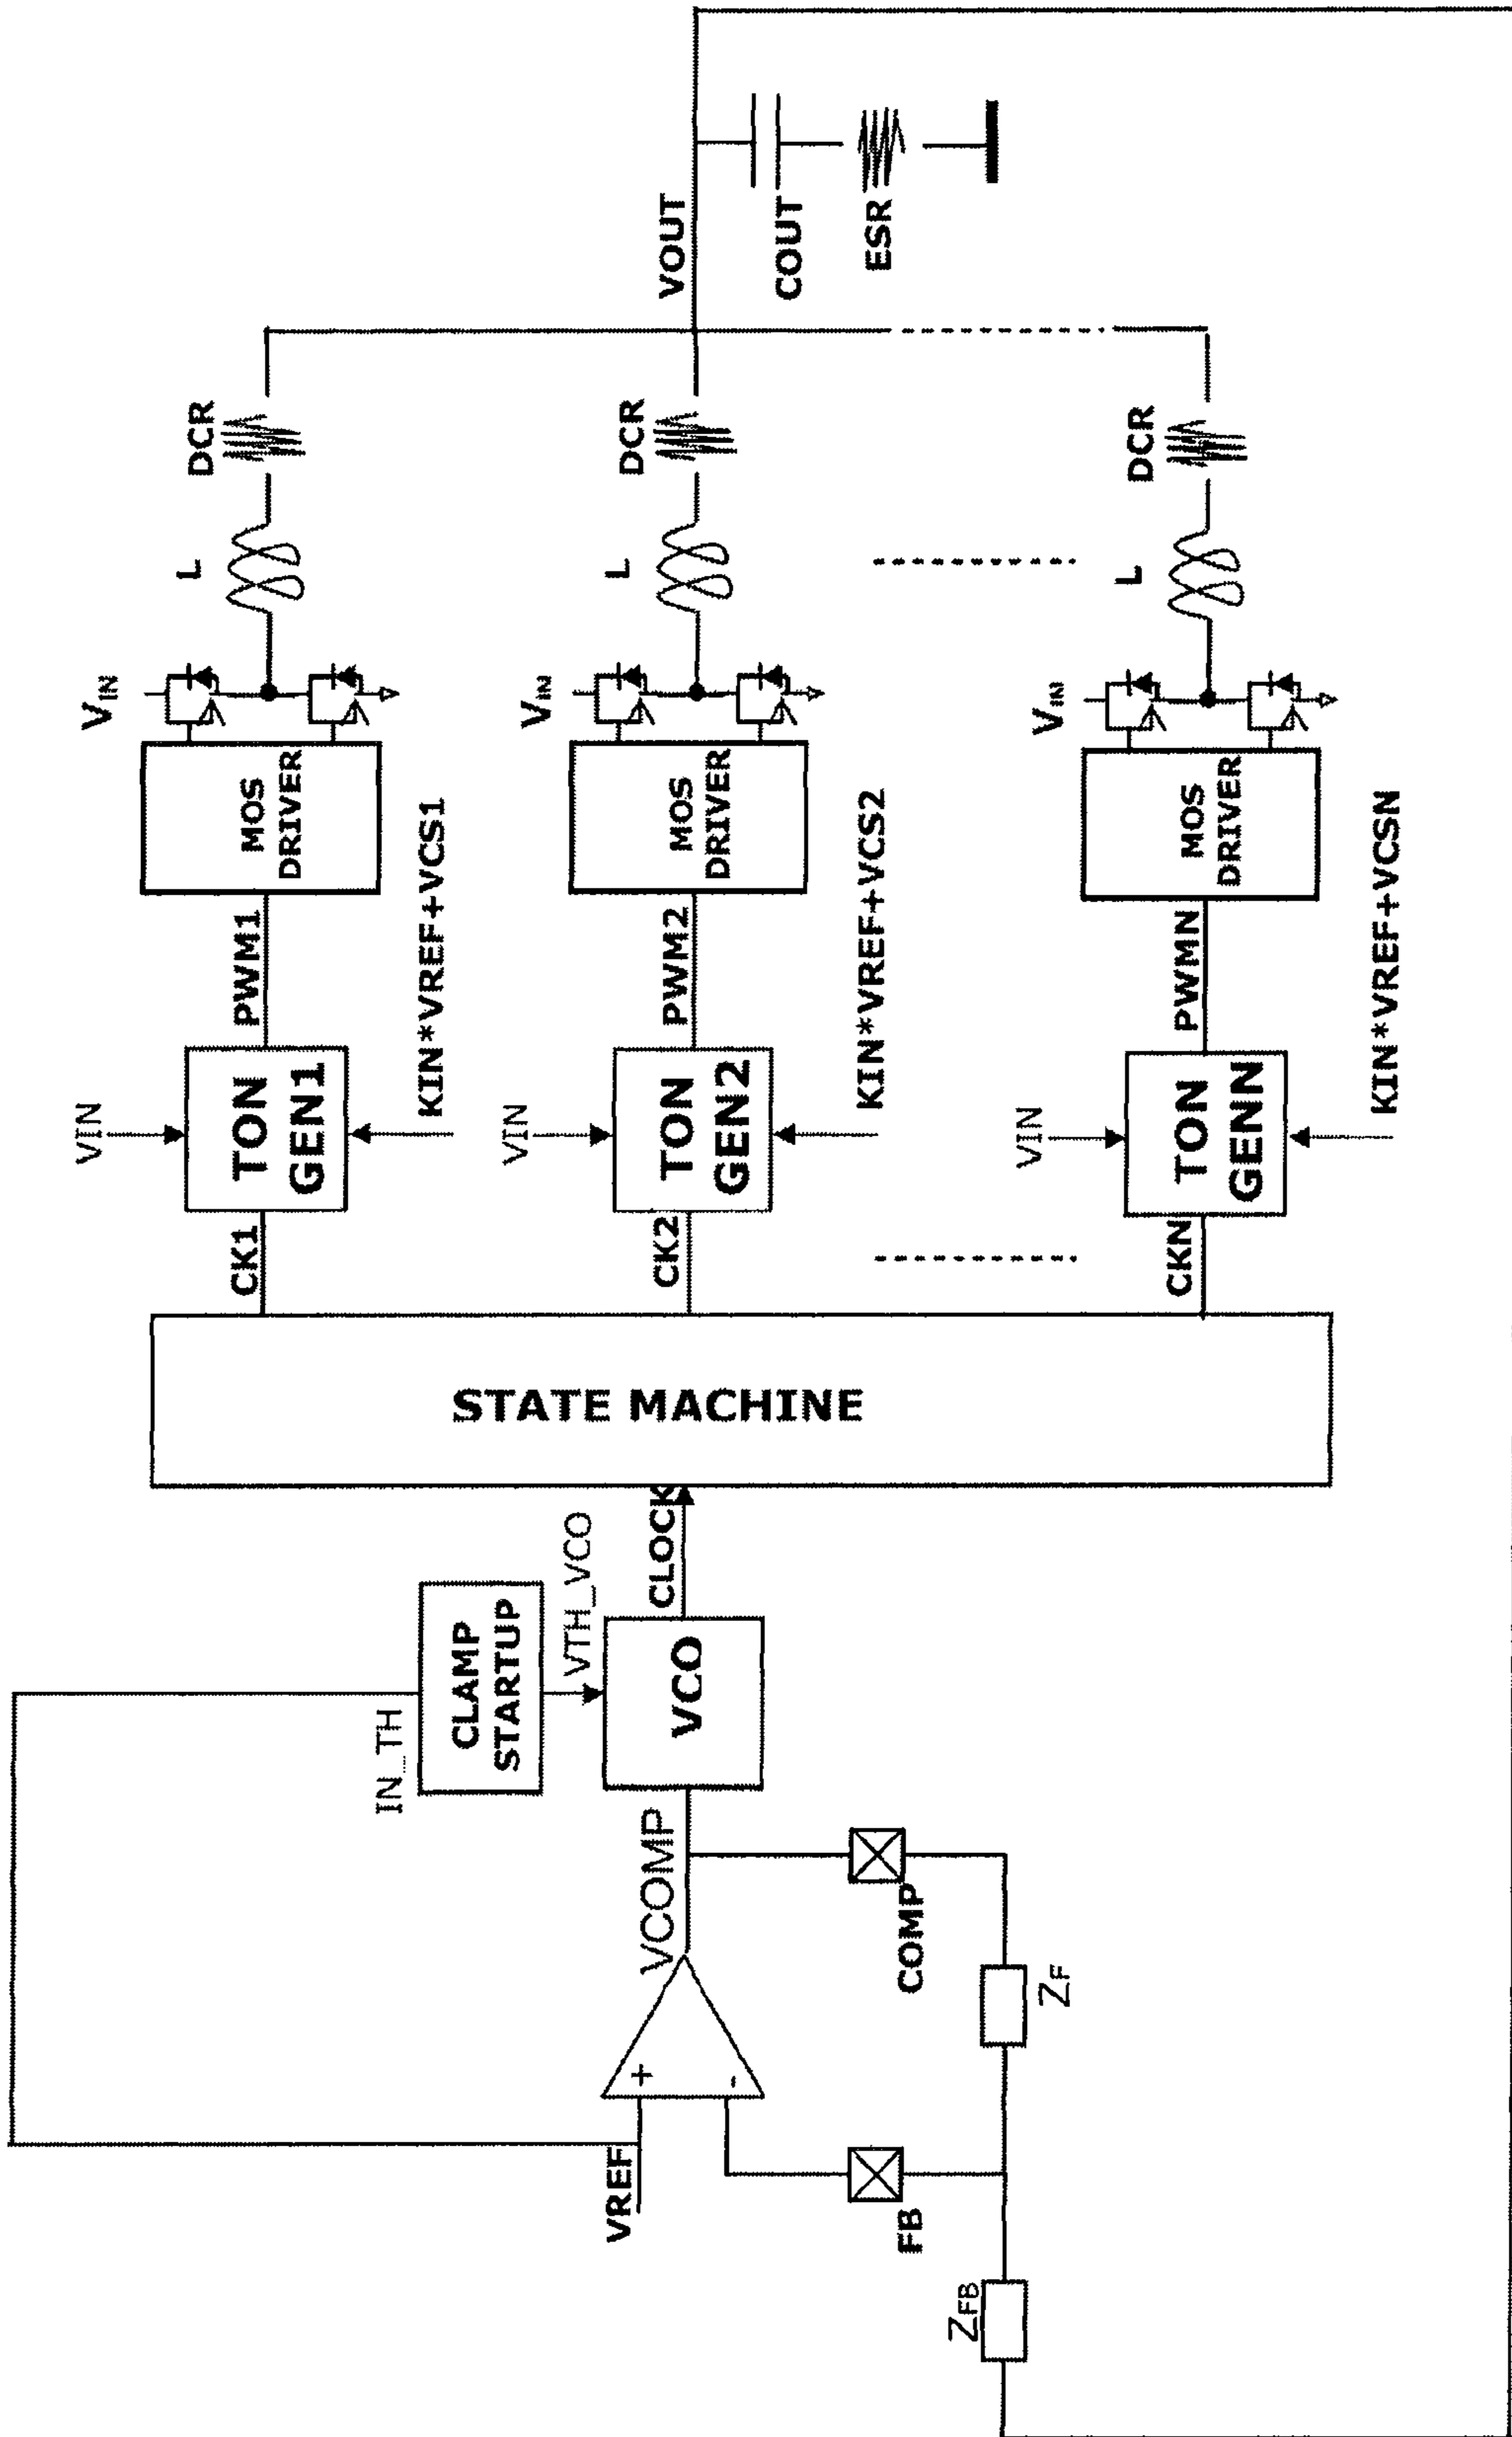 VREF
+
-
FB
ZFB
ZF
COMP
VCOMP
IN_TH
CLAMP
STARTUP
VTH_VCO
VCO
CLOCK
STATE MACHINE
CK1
VIN
TON
GEN1
KIN*VREF+VCS1
PWM1
MOS
DRIVER
VIN
L
DCR
CK2
VIN
TON
GEN2
KIN*VREF+VCS2
PWM2
MOS
DRIVER
VIN
L
DCR
CKN
VIN
TON
GENN
KIN*VREF+VCSN
PWMN
MOS
DRIVER
VIN
L
DCR
VOUT
COUT
ESR